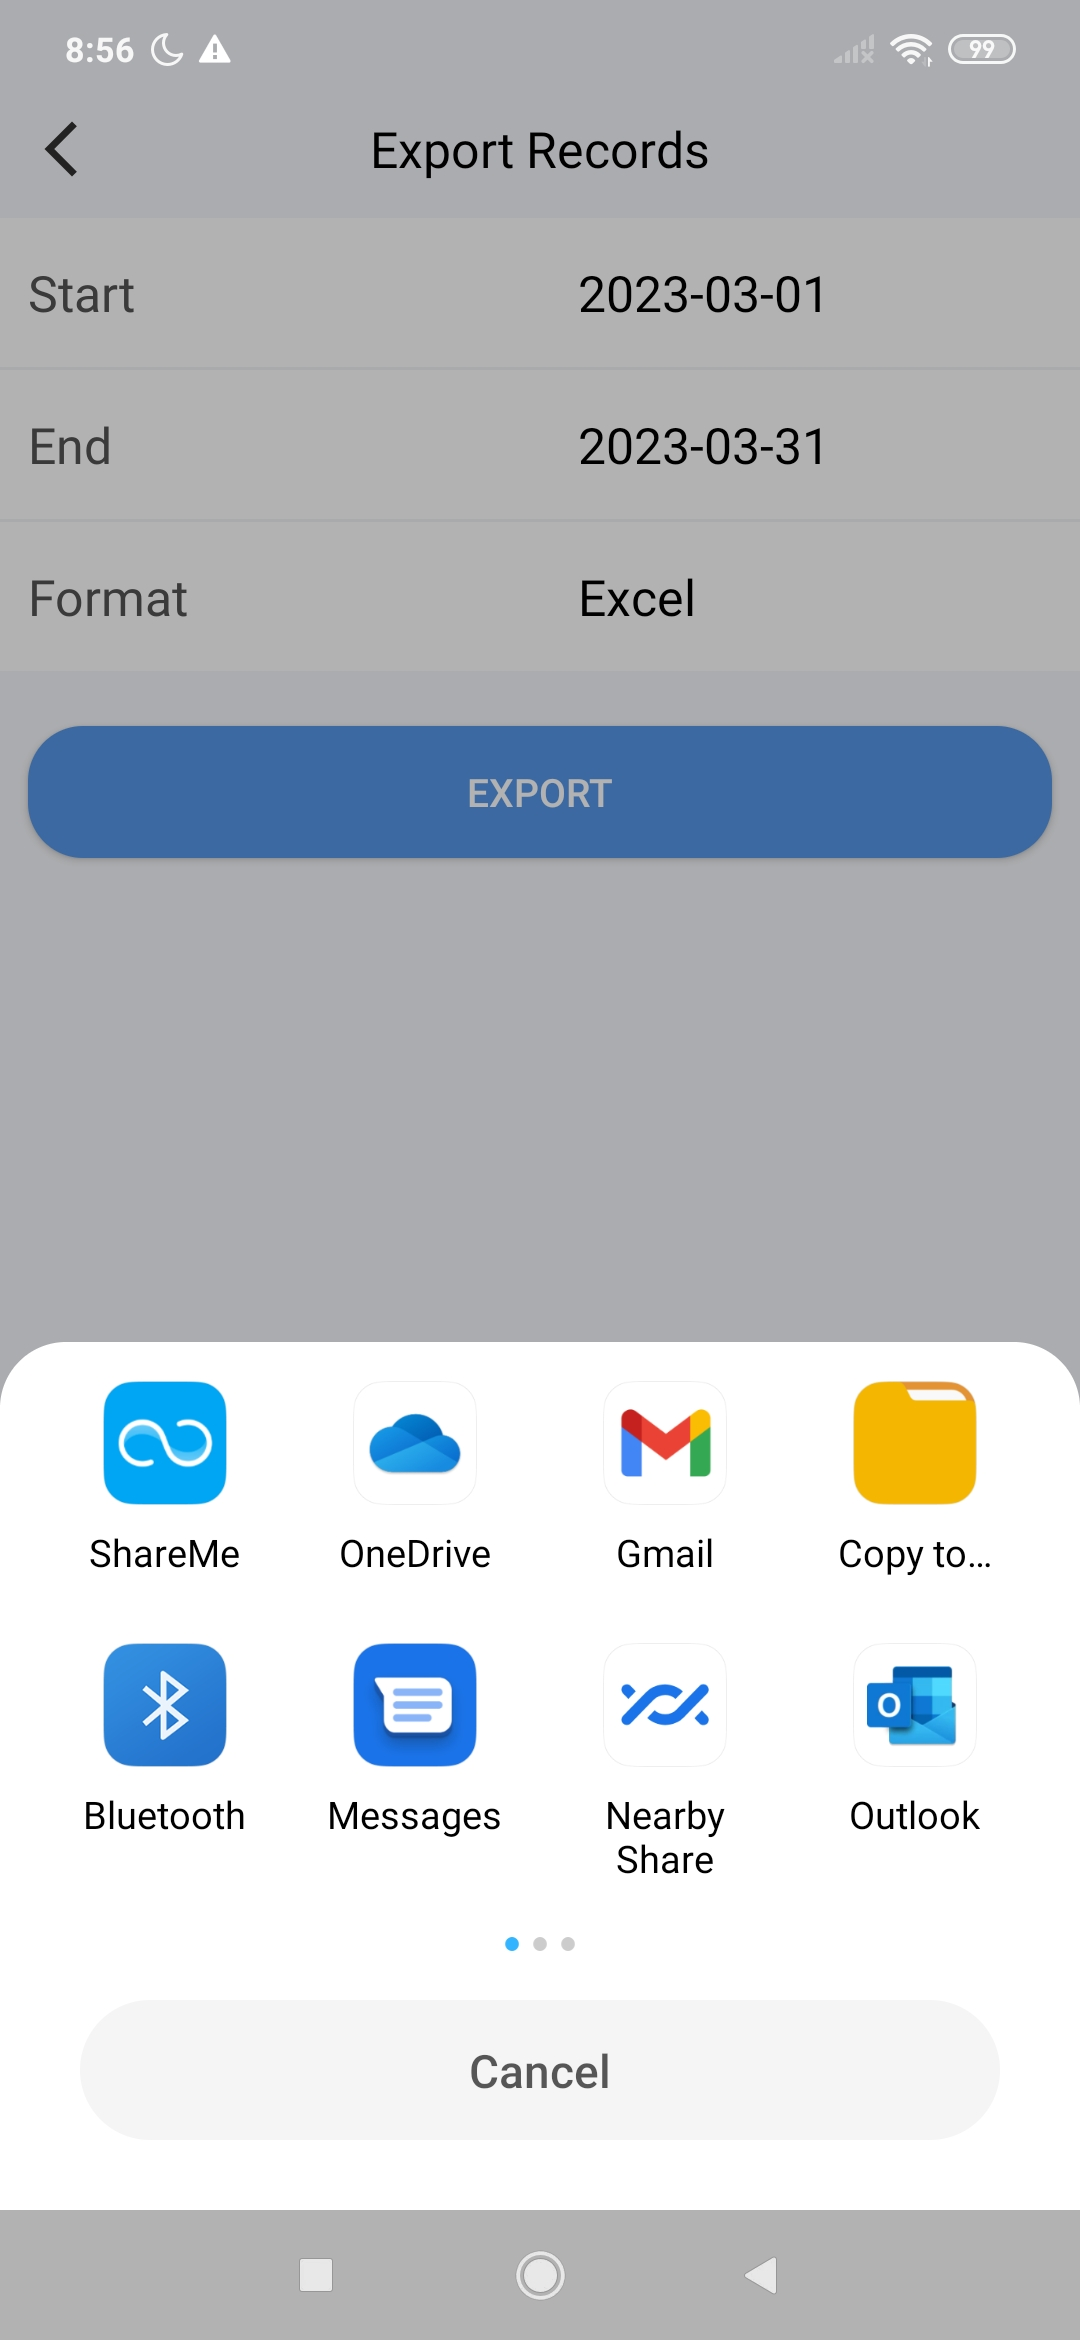 8:56
99
Export Records
Start 2023-03-01
End 2023-03-31
Format Excel
EXPORT
ShareMe OneDrive Gmail Copy to...
Bluetooth Messages Nearby Share Outlook
Cancel